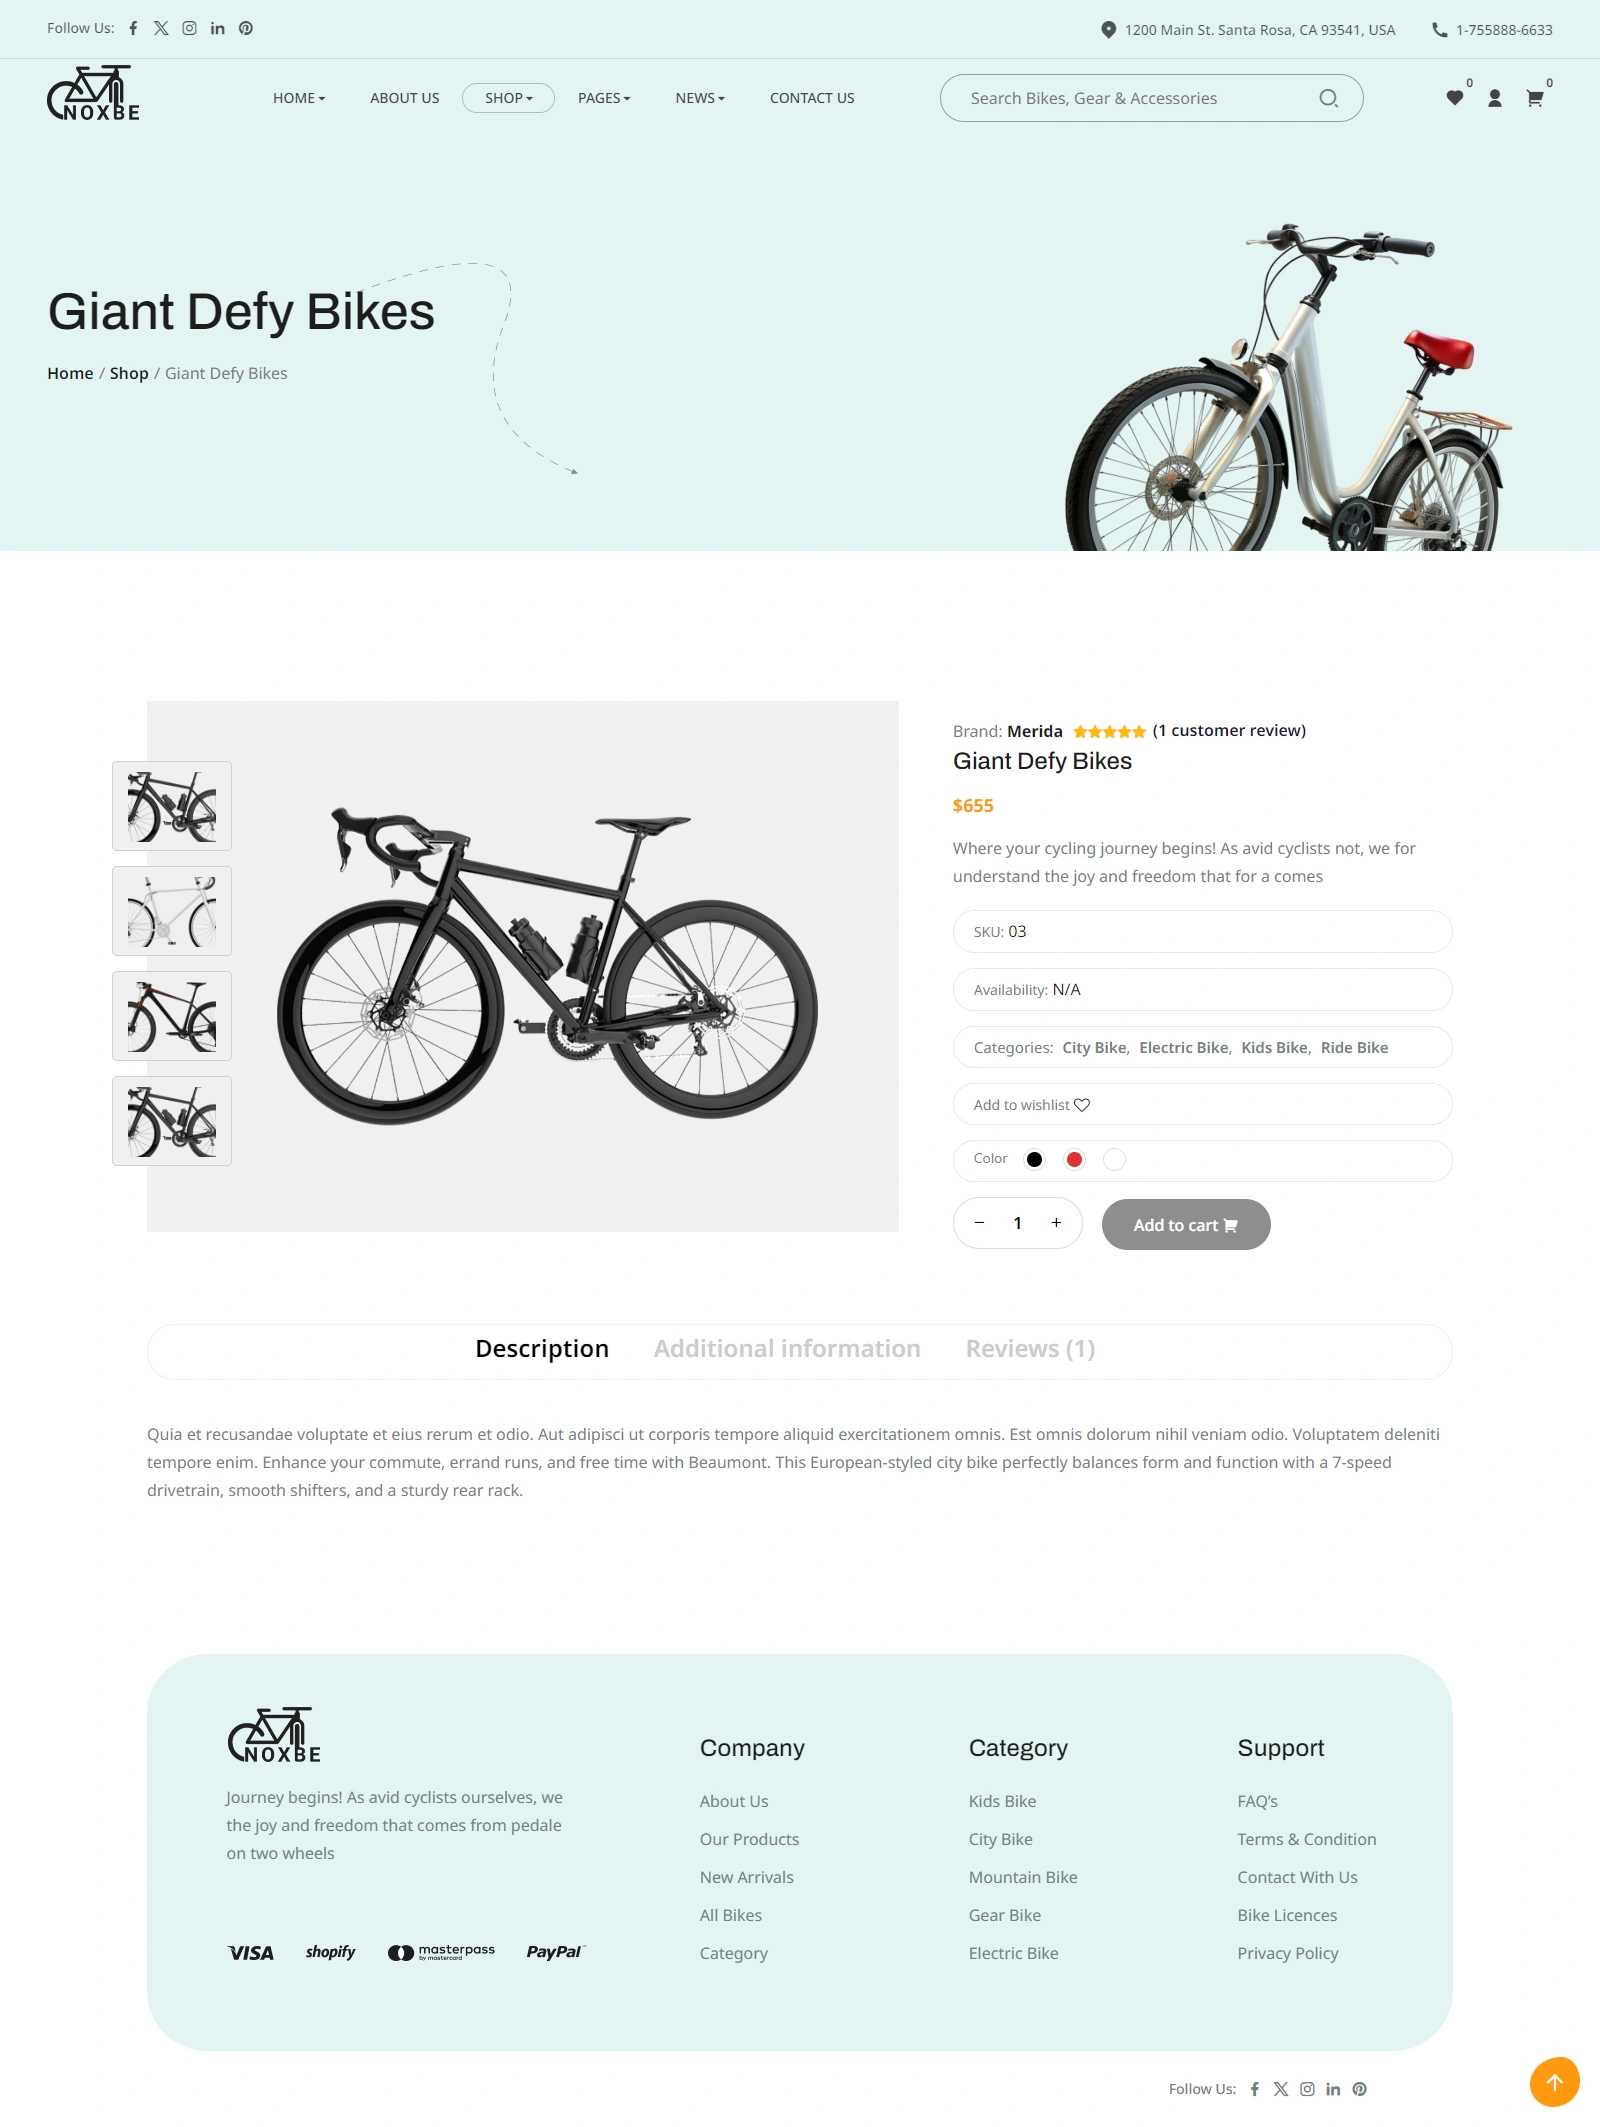 Follow Us:
1200 Main St. Santa Rosa, CA 93541, USA
1-755888-6633
NOXBE
HOME
ABOUT US
SHOP
PAGES
NEWS
CONTACT US
Search Bikes, Gear & Accessories
0
0
Giant Defy Bikes
Home / Shop / Giant Defy Bikes
Brand: Merida (1 customer review)
Giant Defy Bikes
$655
Where your cycling journey begins! As avid cyclists not, we for
understand the joy and freedom that for a comes
SKU: 03
Availability: N/A
Categories: City Bike, Electric Bike, Kids Bike, Ride Bike
Add to wishlist
Color
− 1 +
Add to cart
Description
Additional information
Reviews (1)
Quia et recusandae voluptate et eius rerum et odio. Aut adipisci ut corporis tempore aliquid exercitationem omnis. Est omnis dolorum nihil veniam odio. Voluptatem deleniti
tempore enim. Enhance your commute, errand runs, and free time with Beaumont. This European-styled city bike perfectly balances form and function with a 7-speed
drivetrain, smooth shifters, and a sturdy rear rack.
NOXBE
Journey begins! As avid cyclists ourselves, we
the joy and freedom that comes from pedale
on two wheels
VISA
shopify
masterpass
by mastercard
PayPal
Company
About Us
Our Products
New Arrivals
All Bikes
Category
Category
Kids Bike
City Bike
Mountain Bike
Gear Bike
Electric Bike
Support
FAQ's
Terms & Condition
Contact With Us
Bike Licences
Privacy Policy
Follow Us: